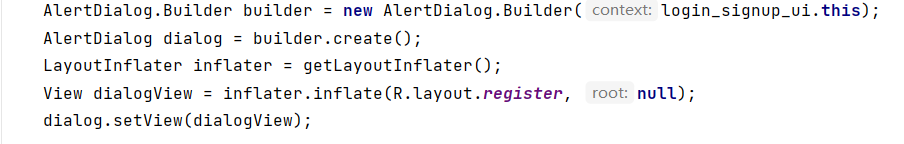 AlertDialog.Builder builder = new AlertDialog.Builder( context: login_signup_ui.this);
AlertDialog dialog = builder.create();
LayoutInflater inflater = getLayoutInflater();
View dialogView = inflater.inflate(R.layout.register, root: null);
dialog.setView(dialogView);